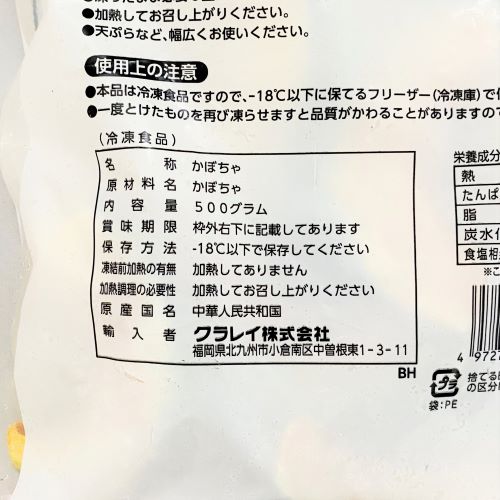 ●加熱してお召し上がりください。
●天ぷらなど、幅広くお使いください。
使用上の注意
●本品は冷凍食品ですので、-18℃以下に保てるフリーザー(冷凍庫)で
●一度とけたものを再び凍らせますと品質がかわることがありますので
(冷凍食品)
名称 かぼちゃ
原材料名 かぼちゃ
内容量 500グラム
賞味期限 枠外右下に記載してあります
保存方法 -18℃以下で保存してください
凍結前加熱の有無 加熱してありません
加熱調理の必要性 加熱してお召し上がりください
原産国名 中華人民共和国
輸入者 クラレイ株式会社
福岡県北九州市小倉南区中曽根東1-3-11
BH
栄養成分
熱
たんぱ
脂
炭水化
食塩相
※こ
4 972
プラ
捨てる
の区分
袋:PE